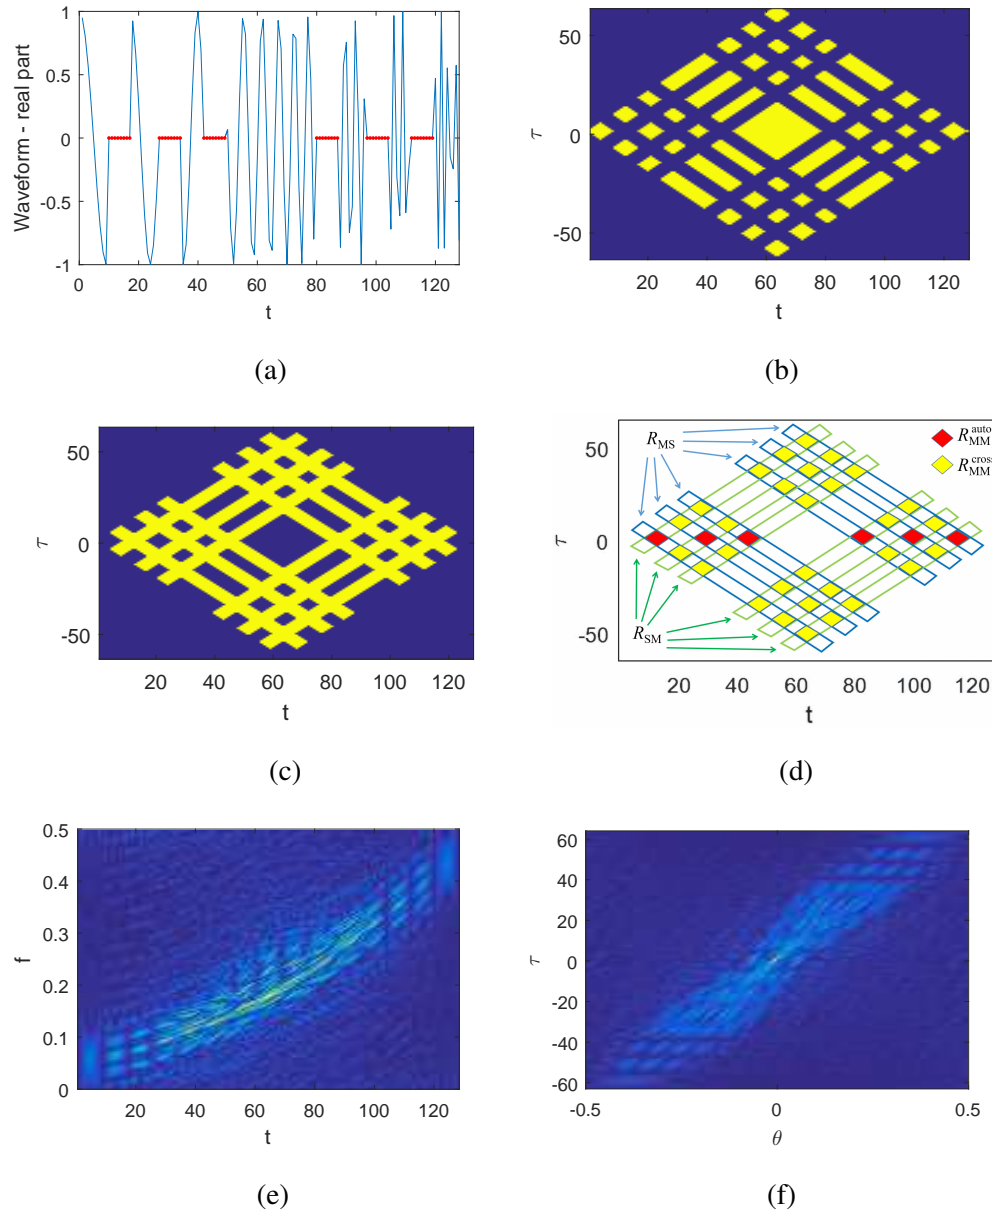 1
0.5
0
-0.5
-1
Waveform - real part
0 20 40 60 80 100 120
t
(a)
50
0
-50
τ
20 40 60 80 100 120
t
(b)
50
0
-50
τ
20 40 60 80 100 120
t
(c)
50
0
-50
τ
R_MS
R_SM
R_MM^auto
R_MM^cross
20 40 60 80 100 120
t
(d)
0.5
0.4
0.3
0.2
0.1
0
f
20 40 60 80 100 120
t
(e)
60
40
20
0
-20
-40
-60
τ
-0.5 0 0.5
θ
(f)